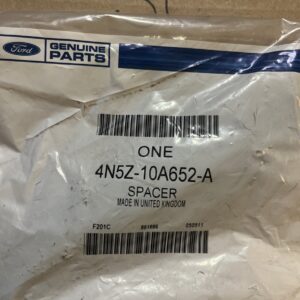 Ford
GENUINE
PARTS
ONE
4N5Z-10A652-A
SPACER
MADE IN UNITED KINGDOM
F201C